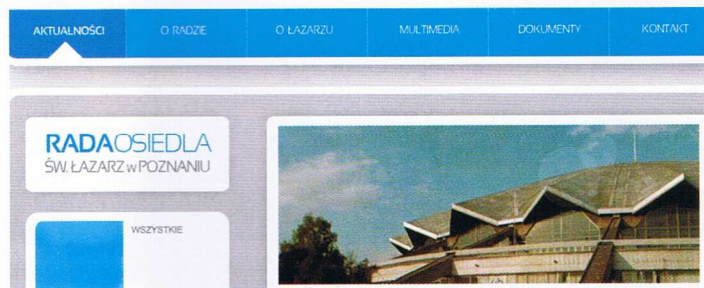 AKTUALNOŚCI O RADZIE O ŁAZARZU MULTIMEDIA DOKUMENTY KONTAKT
RADAOSIEDLA
ŚW. ŁAZARZ w POZNANIU
WSZYSTKIE